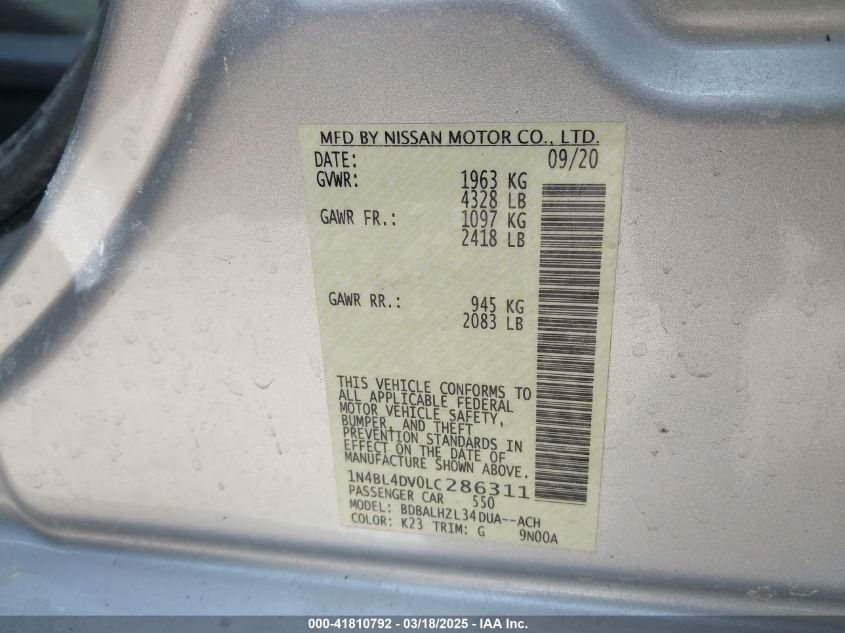 MFD BY NISSAN MOTOR CO., LTD.
DATE: 09/20
GVWR: 1963 KG
4328 LB
GAWR FR.: 1097 KG
2418 LB
GAWR RR.: 945 KG
2083 LB
THIS VEHICLE CONFORMS TO
ALL APPLICABLE FEDERAL
MOTOR VEHICLE SAFETY,
BUMPER, AND THEFT
PREVENTION STANDARDS IN
EFFECT ON THE DATE OF
MANUFACTURE SHOWN ABOVE.
1N4BL4DV0LC286311
PASSENGER CAR 550
MODEL: BDBALHZL34DUA--ACH
COLOR: K23 TRIM: G 9N00A
000-41810792 - 03/18/2025 - IAA Inc.